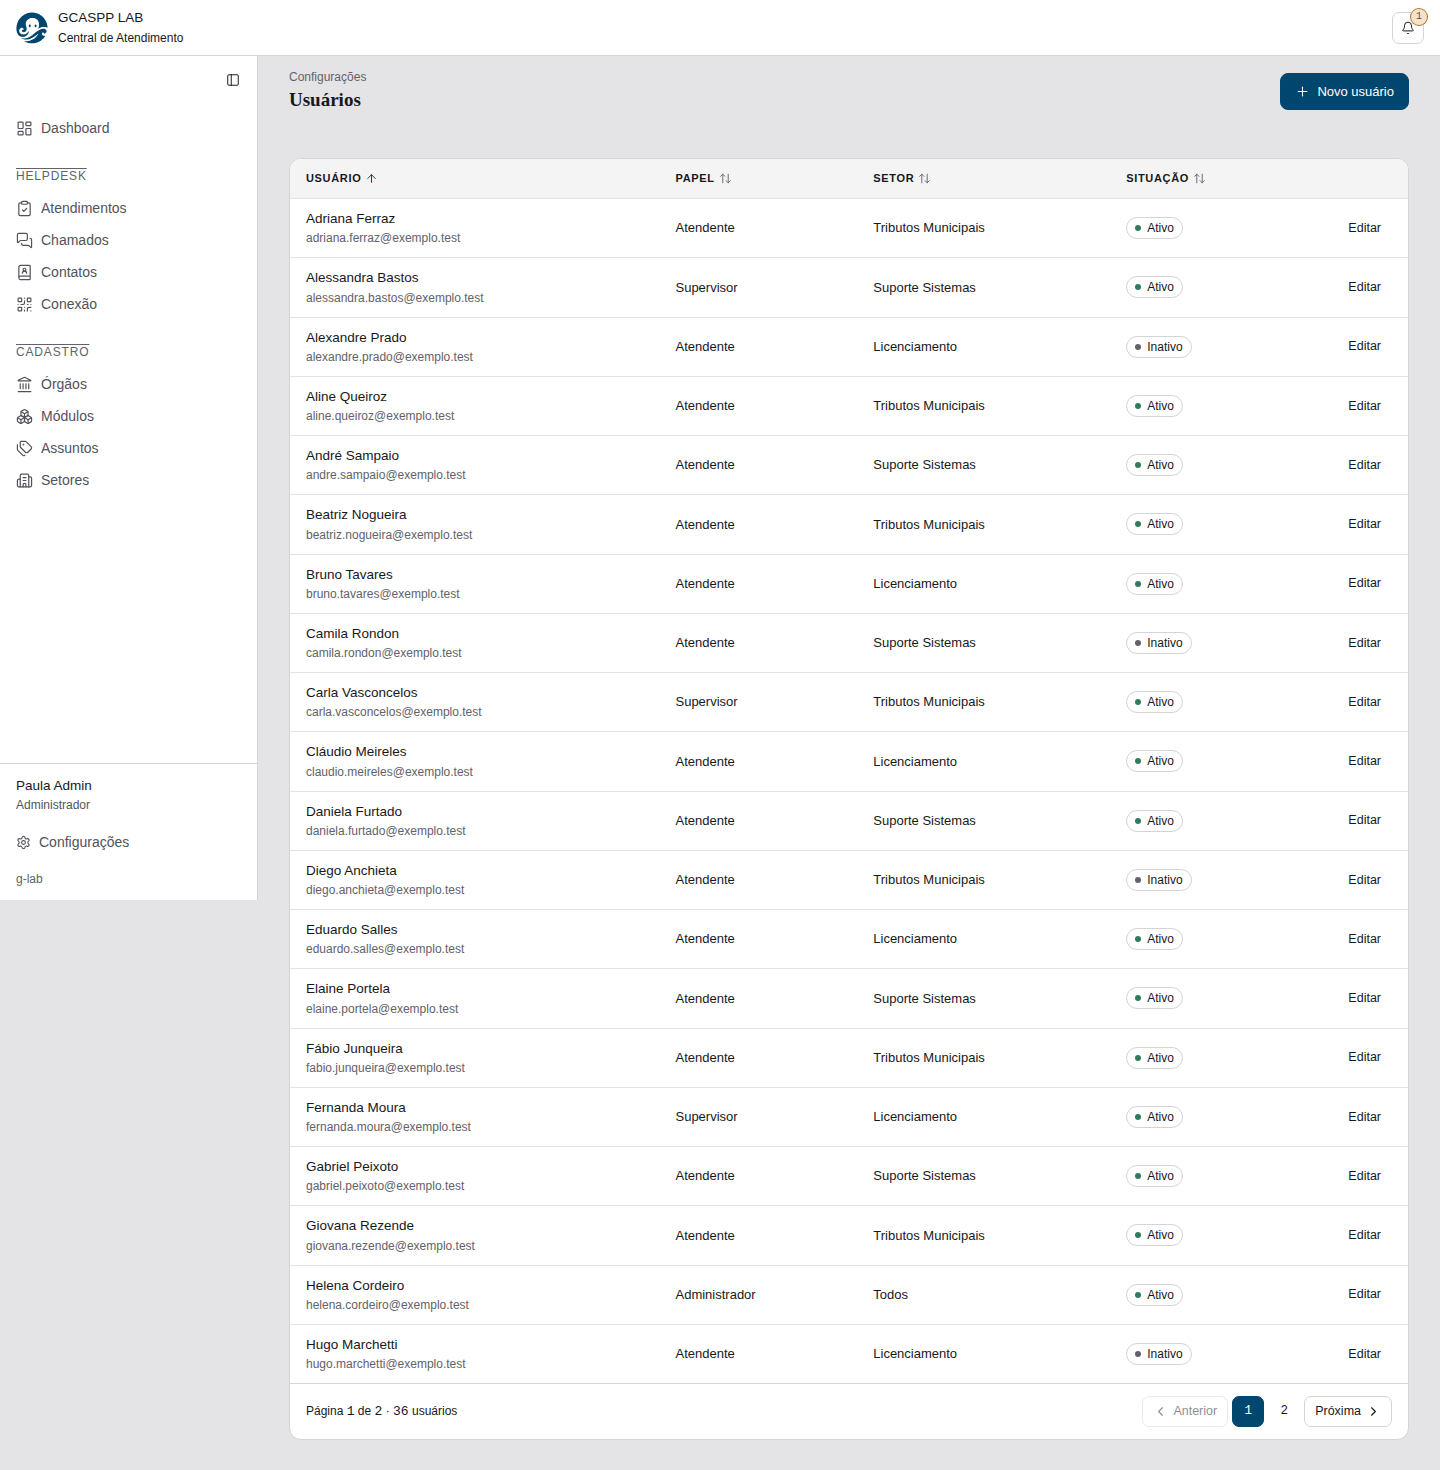 GCASPP LAB
Central de Atendimento
1
Dashboard
HELPDESK
Atendimentos
Chamados
Contatos
Conexão
CADASTRO
Órgãos
Módulos
Assuntos
Setores
Paula Admin
Administrador
Configurações
g-lab
Configurações
Usuários
Novo usuário
USUÁRIO PAPEL SETOR SITUAÇÃO
Adriana Ferraz
adriana.ferraz@exemplo.test
Atendente Tributos Municipais Ativo Editar
Alessandra Bastos
alessandra.bastos@exemplo.test
Supervisor Suporte Sistemas Ativo Editar
Alexandre Prado
alexandre.prado@exemplo.test
Atendente Licenciamento Inativo Editar
Aline Queiroz
aline.queiroz@exemplo.test
Atendente Tributos Municipais Ativo Editar
André Sampaio
andre.sampaio@exemplo.test
Atendente Suporte Sistemas Ativo Editar
Beatriz Nogueira
beatriz.nogueira@exemplo.test
Atendente Tributos Municipais Ativo Editar
Bruno Tavares
bruno.tavares@exemplo.test
Atendente Licenciamento Ativo Editar
Camila Rondon
camila.rondon@exemplo.test
Atendente Suporte Sistemas Inativo Editar
Carla Vasconcelos
carla.vasconcelos@exemplo.test
Supervisor Tributos Municipais Ativo Editar
Cláudio Meireles
claudio.meireles@exemplo.test
Atendente Licenciamento Ativo Editar
Daniela Furtado
daniela.furtado@exemplo.test
Atendente Suporte Sistemas Ativo Editar
Diego Anchieta
diego.anchieta@exemplo.test
Atendente Tributos Municipais Inativo Editar
Eduardo Salles
eduardo.salles@exemplo.test
Atendente Licenciamento Ativo Editar
Elaine Portela
elaine.portela@exemplo.test
Atendente Suporte Sistemas Ativo Editar
Fábio Junqueira
fabio.junqueira@exemplo.test
Atendente Tributos Municipais Ativo Editar
Fernanda Moura
fernanda.moura@exemplo.test
Supervisor Licenciamento Ativo Editar
Gabriel Peixoto
gabriel.peixoto@exemplo.test
Atendente Suporte Sistemas Ativo Editar
Giovana Rezende
giovana.rezende@exemplo.test
Atendente Tributos Municipais Ativo Editar
Helena Cordeiro
helena.cordeiro@exemplo.test
Administrador Todos Ativo Editar
Hugo Marchetti
hugo.marchetti@exemplo.test
Atendente Licenciamento Inativo Editar
Página 1 de 2 · 36 usuários
Anterior 1 2 Próxima